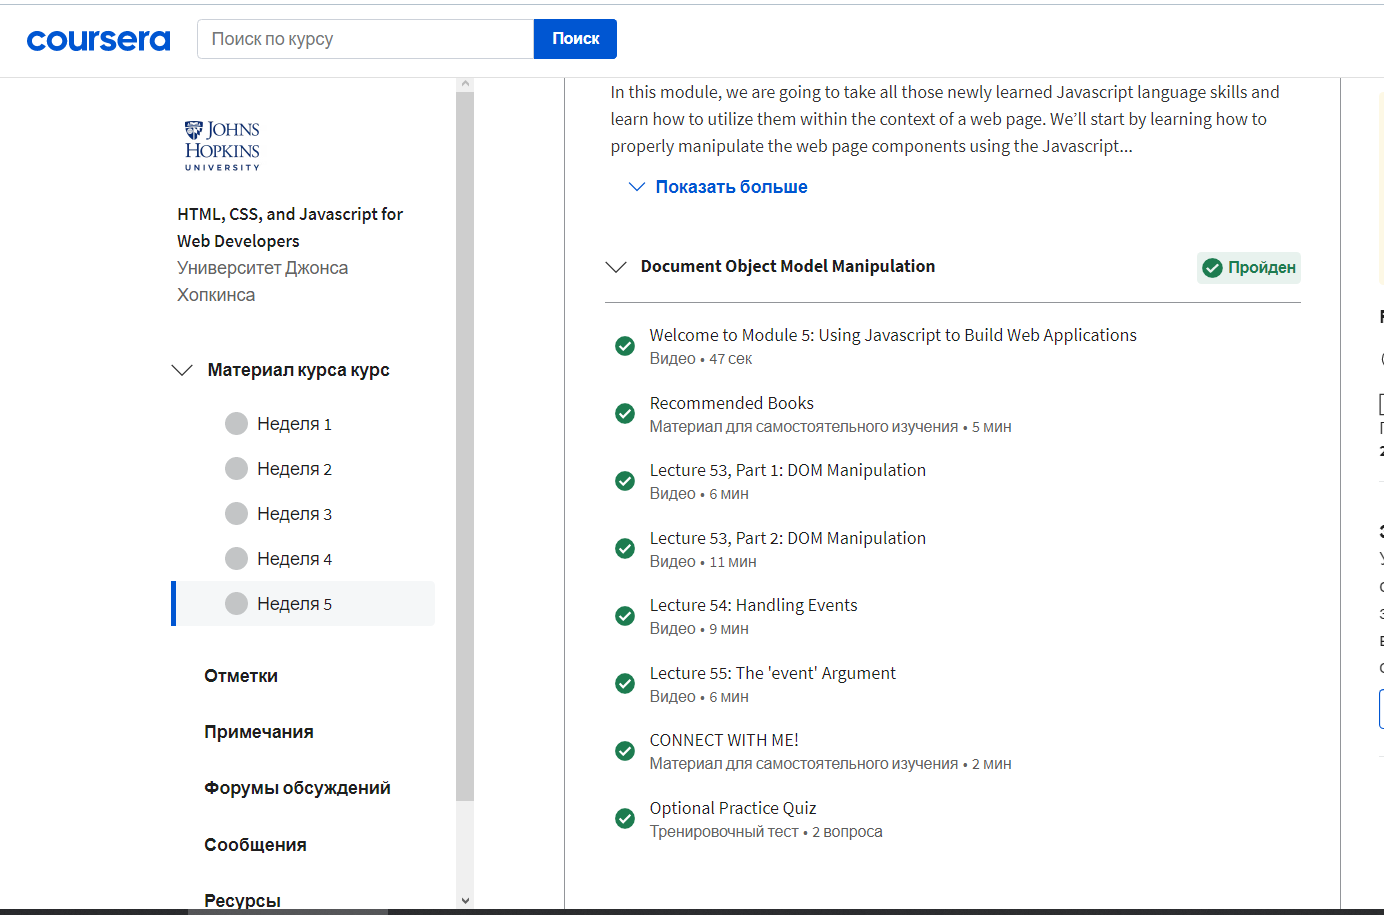 coursera
Поиск по курсу
Поиск
JOHNS
HOPKINS
UNIVERSITY
HTML, CSS, and Javascript for
Web Developers
Университет Джонса
Хопкинса
Материал курса курс
Неделя 1
Неделя 2
Неделя 3
Неделя 4
Неделя 5
Отметки
Примечания
Форумы обсуждений
Сообщения
Ресурсы
In this module, we are going to take all those newly learned Javascript language skills and
learn how to utilize them within the context of a web page. We’ll start by learning how to
properly manipulate the web page components using the Javascript...
Показать больше
Document Object Model Manipulation
Пройден
Welcome to Module 5: Using Javascript to Build Web Applications
Видео • 47 сек
Recommended Books
Материал для самостоятельного изучения • 5 мин
Lecture 53, Part 1: DOM Manipulation
Видео • 6 мин
Lecture 53, Part 2: DOM Manipulation
Видео • 11 мин
Lecture 54: Handling Events
Видео • 9 мин
Lecture 55: The 'event' Argument
Видео • 6 мин
CONNECT WITH ME!
Материал для самостоятельного изучения • 2 мин
Optional Practice Quiz
Тренировочный тест • 2 вопроса